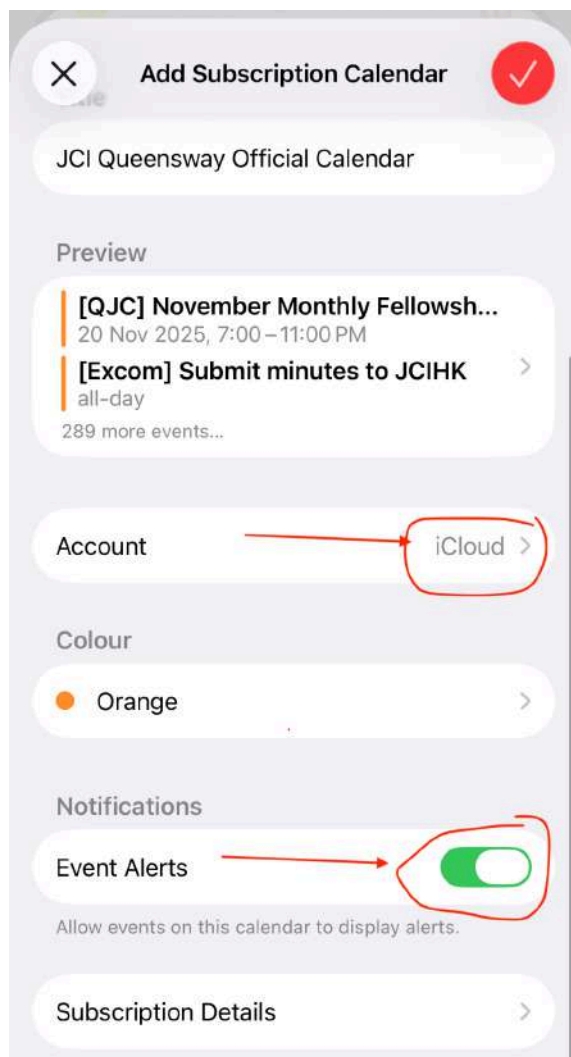 Add Subscription Calendar
JCI Queensway Official Calendar
Preview
[QJC] November Monthly Fellowsh...
20 Nov 2025, 7:00 – 11:00 PM
[Excom] Submit minutes to JCIHK
all-day
289 more events...
Account iCloud
Colour
Orange
Notifications
Event Alerts
Allow events on this calendar to display alerts.
Subscription Details